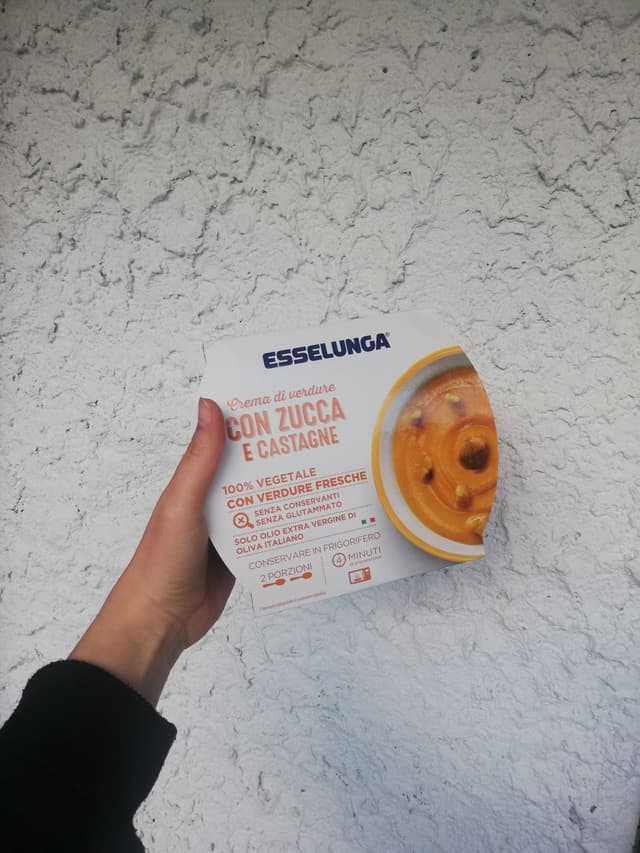 ESSELUNGA®
Crema di verdure
CON ZUCCA
E CASTAGNE
100% VEGETALE
CON VERDURE FRESCHE
SENZA CONSERVANTI
SENZA GLUTAMMATO
SOLO OLIO EXTRA VERGINE DI
OLIVA ITALIANO
CONSERVARE IN FRIGORIFERO
2 PORZIONI
4 MINUTI